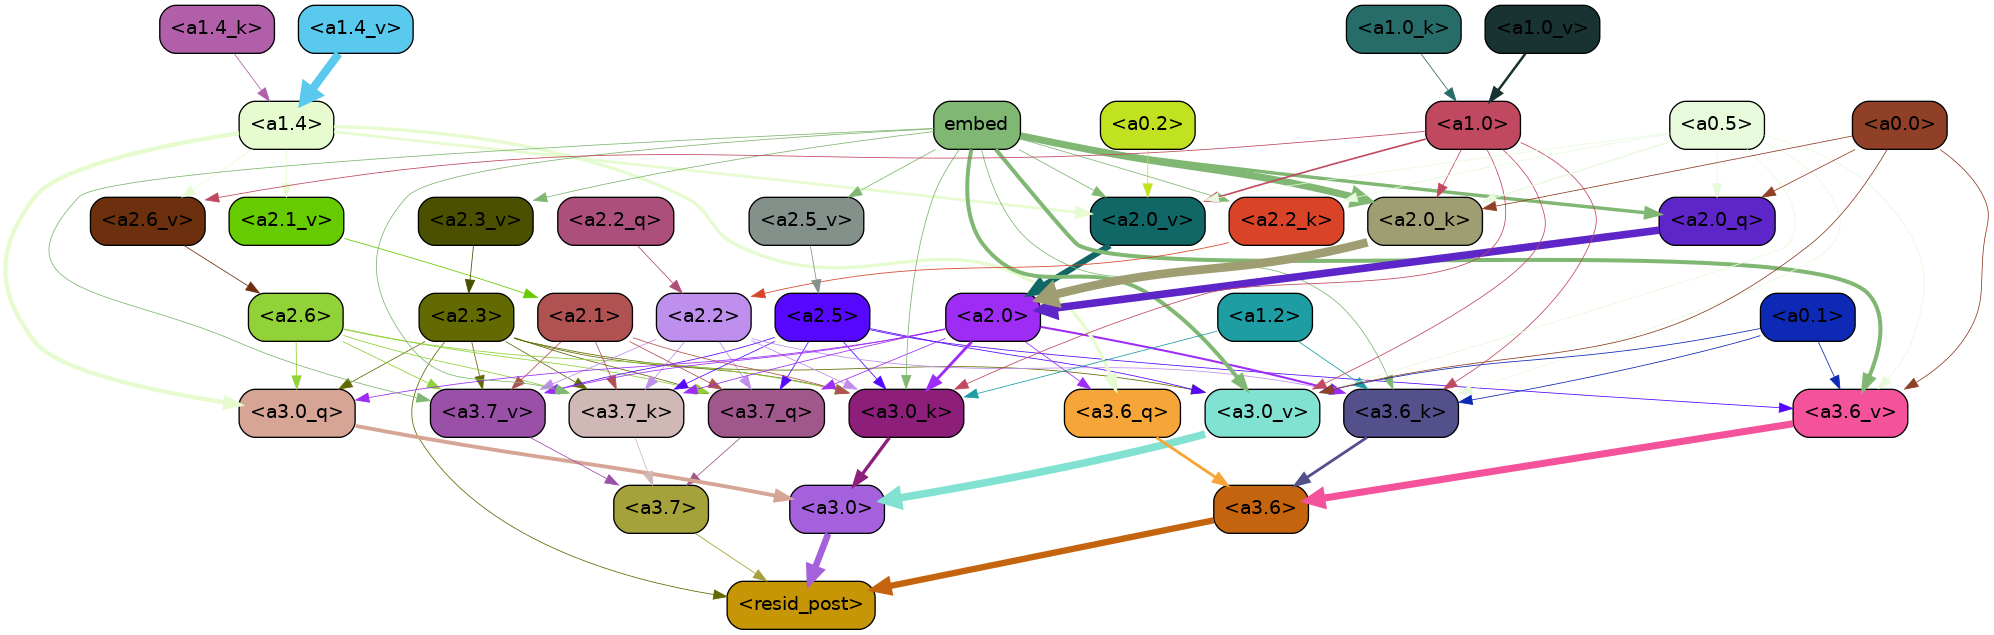 <a1.4_k> <a1.4_v> <a1.0_k> <a1.0_v>
<a1.4> embed <a0.2> <a1.0> <a0.5> <a0.0>
<a2.6_v> <a2.1_v> <a2.3_v> <a2.2_q> <a2.5_v> <a2.0_v> <a2.2_k> <a2.0_k> <a2.0_q>
<a2.6> <a2.3> <a2.1> <a2.2> <a2.5> <a2.0> <a1.2> <a0.1>
<a3.0_q> <a3.7_v> <a3.7_k> <a3.7_q> <a3.0_k> <a3.6_q> <a3.0_v> <a3.6_k> <a3.6_v>
<a3.7> <a3.0> <a3.6>
<resid_post>